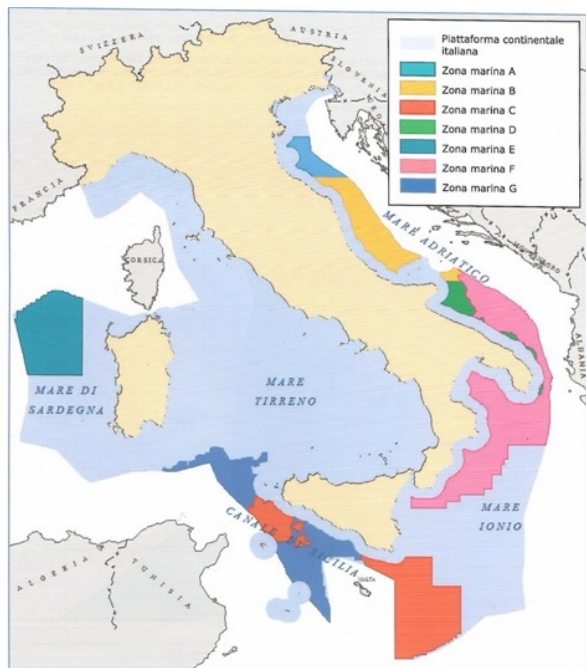 SVIZZERA
AUSTRIA
SLOVENIA
FRANCIA
Piattaforma continentale
italiana
Zona marina A
Zona marina B
Zona marina C
Zona marina D
Zona marina E
Zona marina F
Zona marina G
MARE ADRIATICO
CORSICA
ALBANIA
MARE DI
SARDEGNA
MARE
TIRRENO
MARE
IONIO
CANALE DI SICILIA
MALTA
ALGERIA
TUNISIA